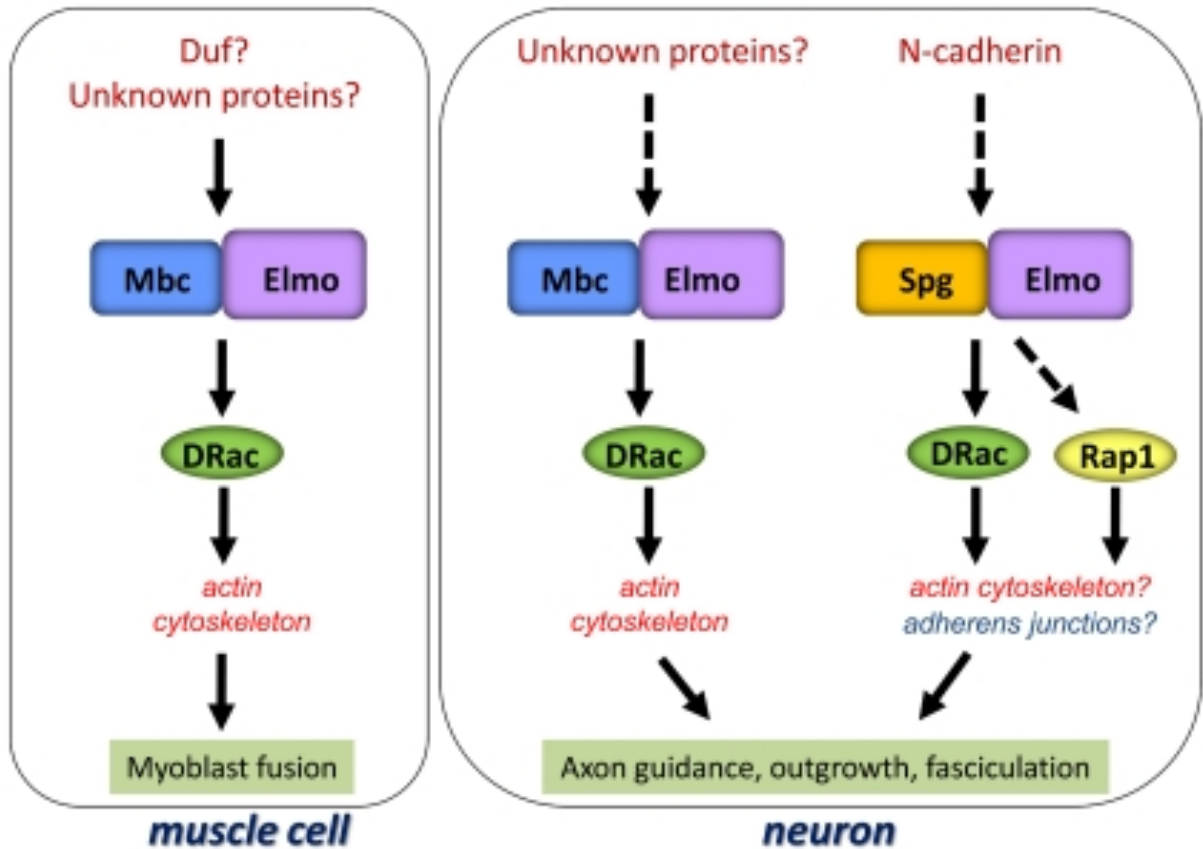 Duf?
Unknown proteins?
Mbc
Elmo
DRac
actin
cytoskeleton
Myoblast fusion
muscle cell
Unknown proteins?
N-cadherin
Mbc
Elmo
Spg
Elmo
DRac
DRac
Rap1
actin
cytoskeleton
actin cytoskeleton?
adherens junctions?
Axon guidance, outgrowth, fasciculation
neuron